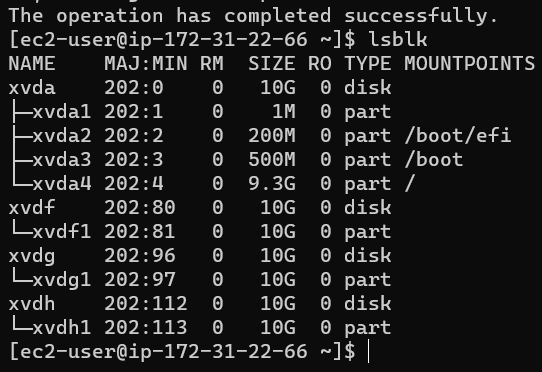 The operation has completed successfully.
[ec2-user@ip-172-31-22-66 ~]$ lsblk
NAME    MAJ:MIN RM  SIZE RO TYPE MOUNTPOINTS
xvda    202:0    0   10G  0 disk
├─xvda1 202:1    0    1M  0 part
├─xvda2 202:2    0  200M  0 part /boot/efi
├─xvda3 202:3    0  500M  0 part /boot
└─xvda4 202:4    0  9.3G  0 part /
xvdf    202:80   0   10G  0 disk
└─xvdf1 202:81   0   10G  0 part
xvdg    202:96   0   10G  0 disk
└─xvdg1 202:97   0   10G  0 part
xvdh    202:112  0   10G  0 disk
└─xvdh1 202:113  0   10G  0 part
[ec2-user@ip-172-31-22-66 ~]$